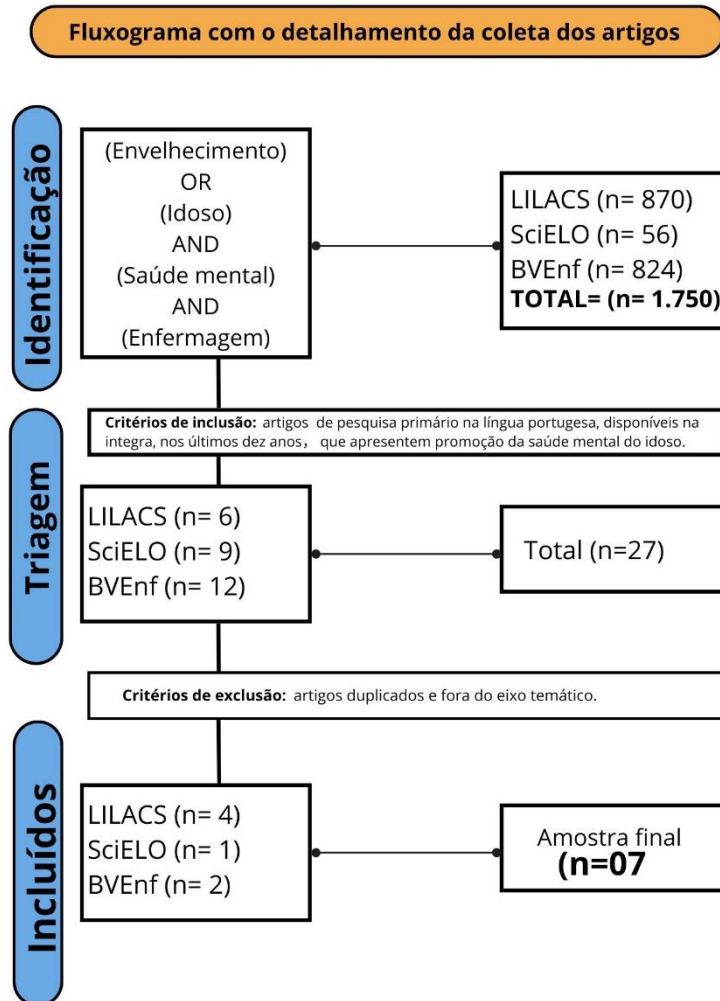 Fluxograma com o detalhamento da coleta dos artigos
Identificação
(Envelhecimento)
OR
(Idoso)
AND
(Saúde mental)
AND
(Enfermagem)
LILACS (n= 870)
SciELO (n= 56)
BVEnf (n= 824)
TOTAL= (n= 1.750)
Critérios de inclusão: artigos de pesquisa primário na língua portugesa, disponíveis na
integra, nos últimos dez anos, que apresentem promoção da saúde mental do idoso.
Triagem
LILACS (n= 6)
SciELO (n= 9)
BVEnf (n= 12)
Total (n=27)
Critérios de exclusão: artigos duplicados e fora do eixo temático.
Incluídos
LILACS (n= 4)
SciELO (n= 1)
BVEnf (n= 2)
Amostra final
(n=07